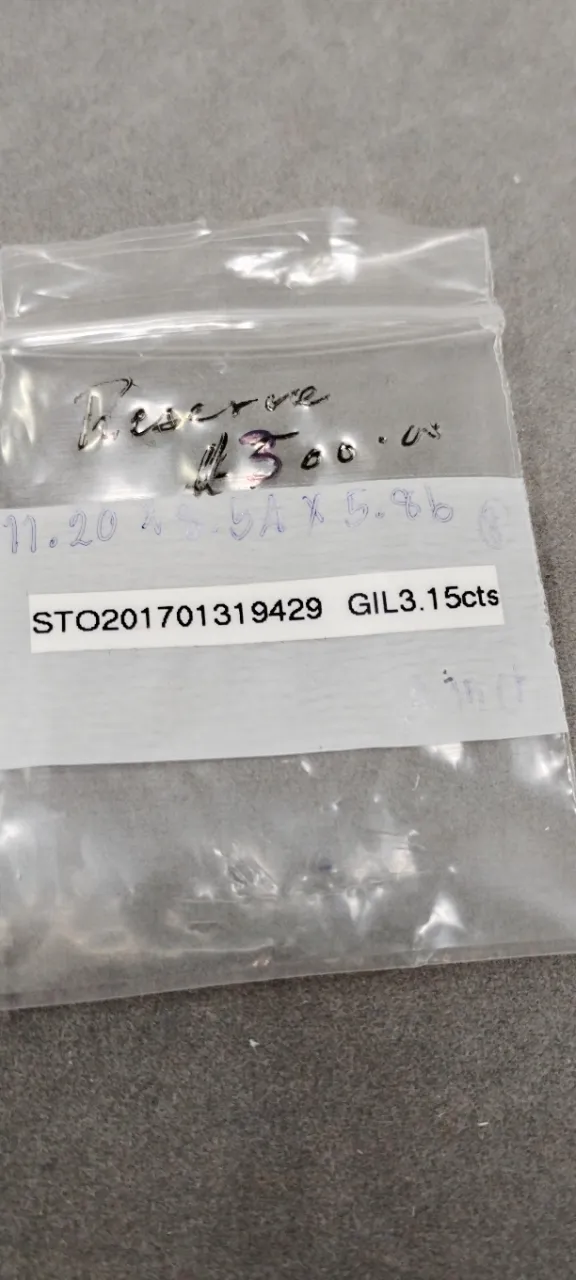 Reserve
$300.00
11.20 x 5.5A X 5.86
STO201701319429 GIL3.15cts